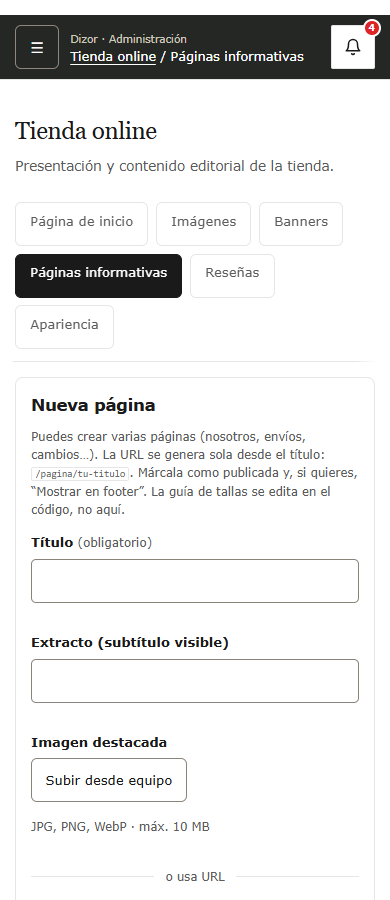 Dizor · Administración
Tienda online / Páginas informativas
4
Tienda online
Presentación y contenido editorial de la tienda.
Página de inicio
Imágenes
Banners
Páginas informativas
Reseñas
Apariencia
Nueva página
Puedes crear varias páginas (nosotros, envíos,
cambios…). La URL se genera sola desde el título:
/pagina/tu-titulo. Márcala como publicada y, si quieres,
“Mostrar en footer”. La guía de tallas se edita en el
código, no aquí.
Título (obligatorio)
Extracto (subtítulo visible)
Imagen destacada
Subir desde equipo
JPG, PNG, WebP · máx. 10 MB
o usa URL